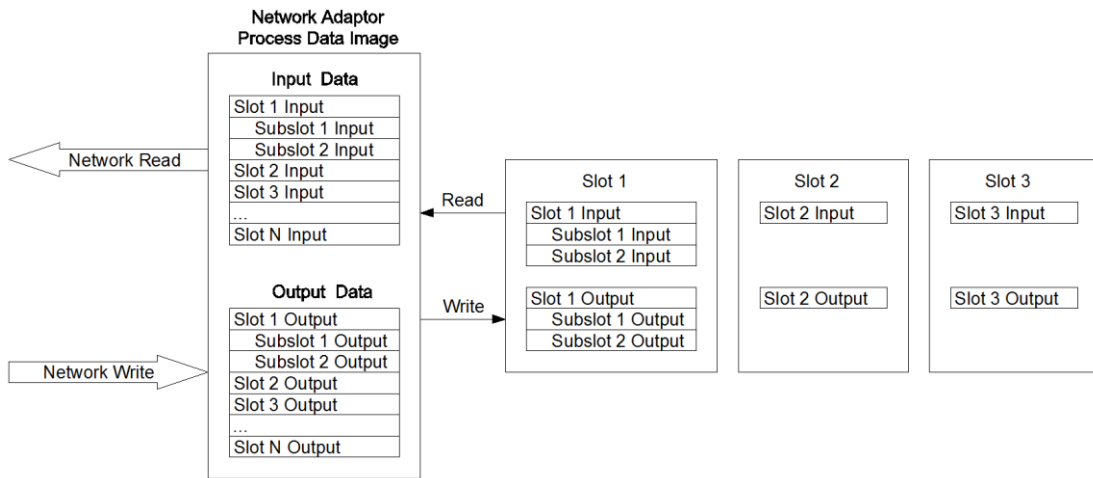 Network Adaptor
Process Data Image
Input Data
Slot 1 Input
Subslot 1 Input
Subslot 2 Input
Slot 2 Input
Slot 3 Input
...
Slot N Input
Network Read
Output Data
Slot 1 Output
Subslot 1 Output
Subslot 2 Output
Slot 2 Output
Slot 3 Output
...
Slot N Output
Network Write
Read
Write
Slot 1
Slot 1 Input
Subslot 1 Input
Subslot 2 Input
Slot 1 Output
Subslot 1 Output
Subslot 2 Output
Slot 2
Slot 2 Input
Slot 2 Output
Slot 3
Slot 3 Input
Slot 3 Output